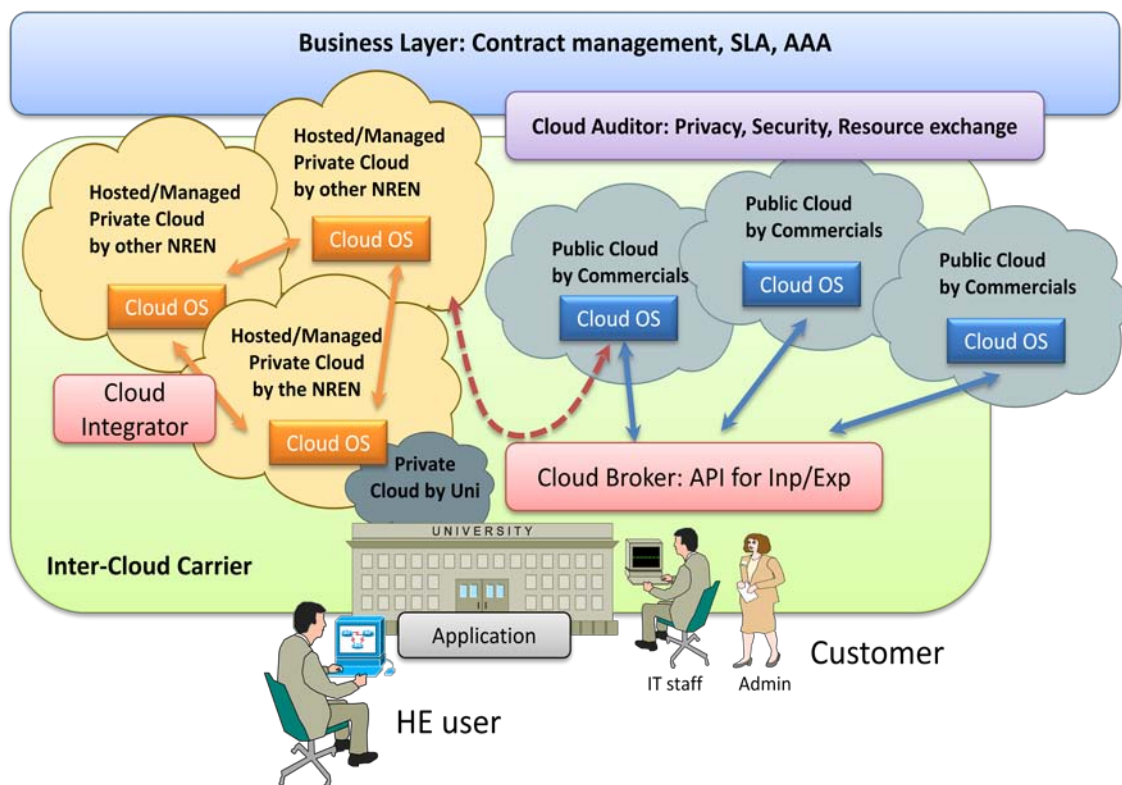 Business Layer: Contract management, SLA, AAA
Cloud Auditor: Privacy, Security, Resource exchange
Hosted/Managed
Private Cloud
by other NREN
Cloud OS
Hosted/Managed
Private Cloud
by other NREN
Cloud OS
Hosted/Managed
Private Cloud
by the NREN
Cloud OS
Cloud
Integrator
Private
Cloud by Uni
Public Cloud
by Commercials
Cloud OS
Public Cloud
by Commercials
Cloud OS
Public Cloud
by Commercials
Cloud OS
Cloud Broker: API for Inp/Exp
UNIVERSITY
Inter-Cloud Carrier
Application
HE user
IT staff
Admin
Customer